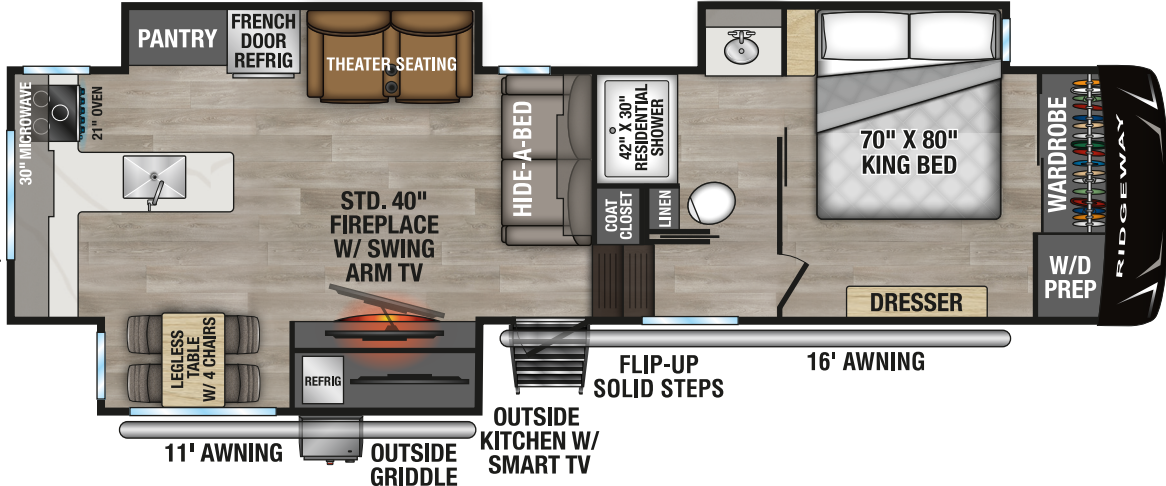 PANTRY
FRENCH
DOOR
REFRIG
THEATER SEATING
30" MICROWAVE
21" OVEN
HIDE-A-BED
42" X 30"
RESIDENTIAL
SHOWER
COAT
CLOSET
LINEN
70" X 80"
KING BED
WARDROBE
W/D
PREP
RIDGEWAY
STD. 40"
FIREPLACE
W/ SWING
ARM TV
DRESSER
LEGLESS
TABLE
W/ 4 CHAIRS
REFRIG
FLIP-UP
SOLID STEPS
16' AWNING
11' AWNING
OUTSIDE
GRIDDLE
OUTSIDE
KITCHEN W/
SMART TV